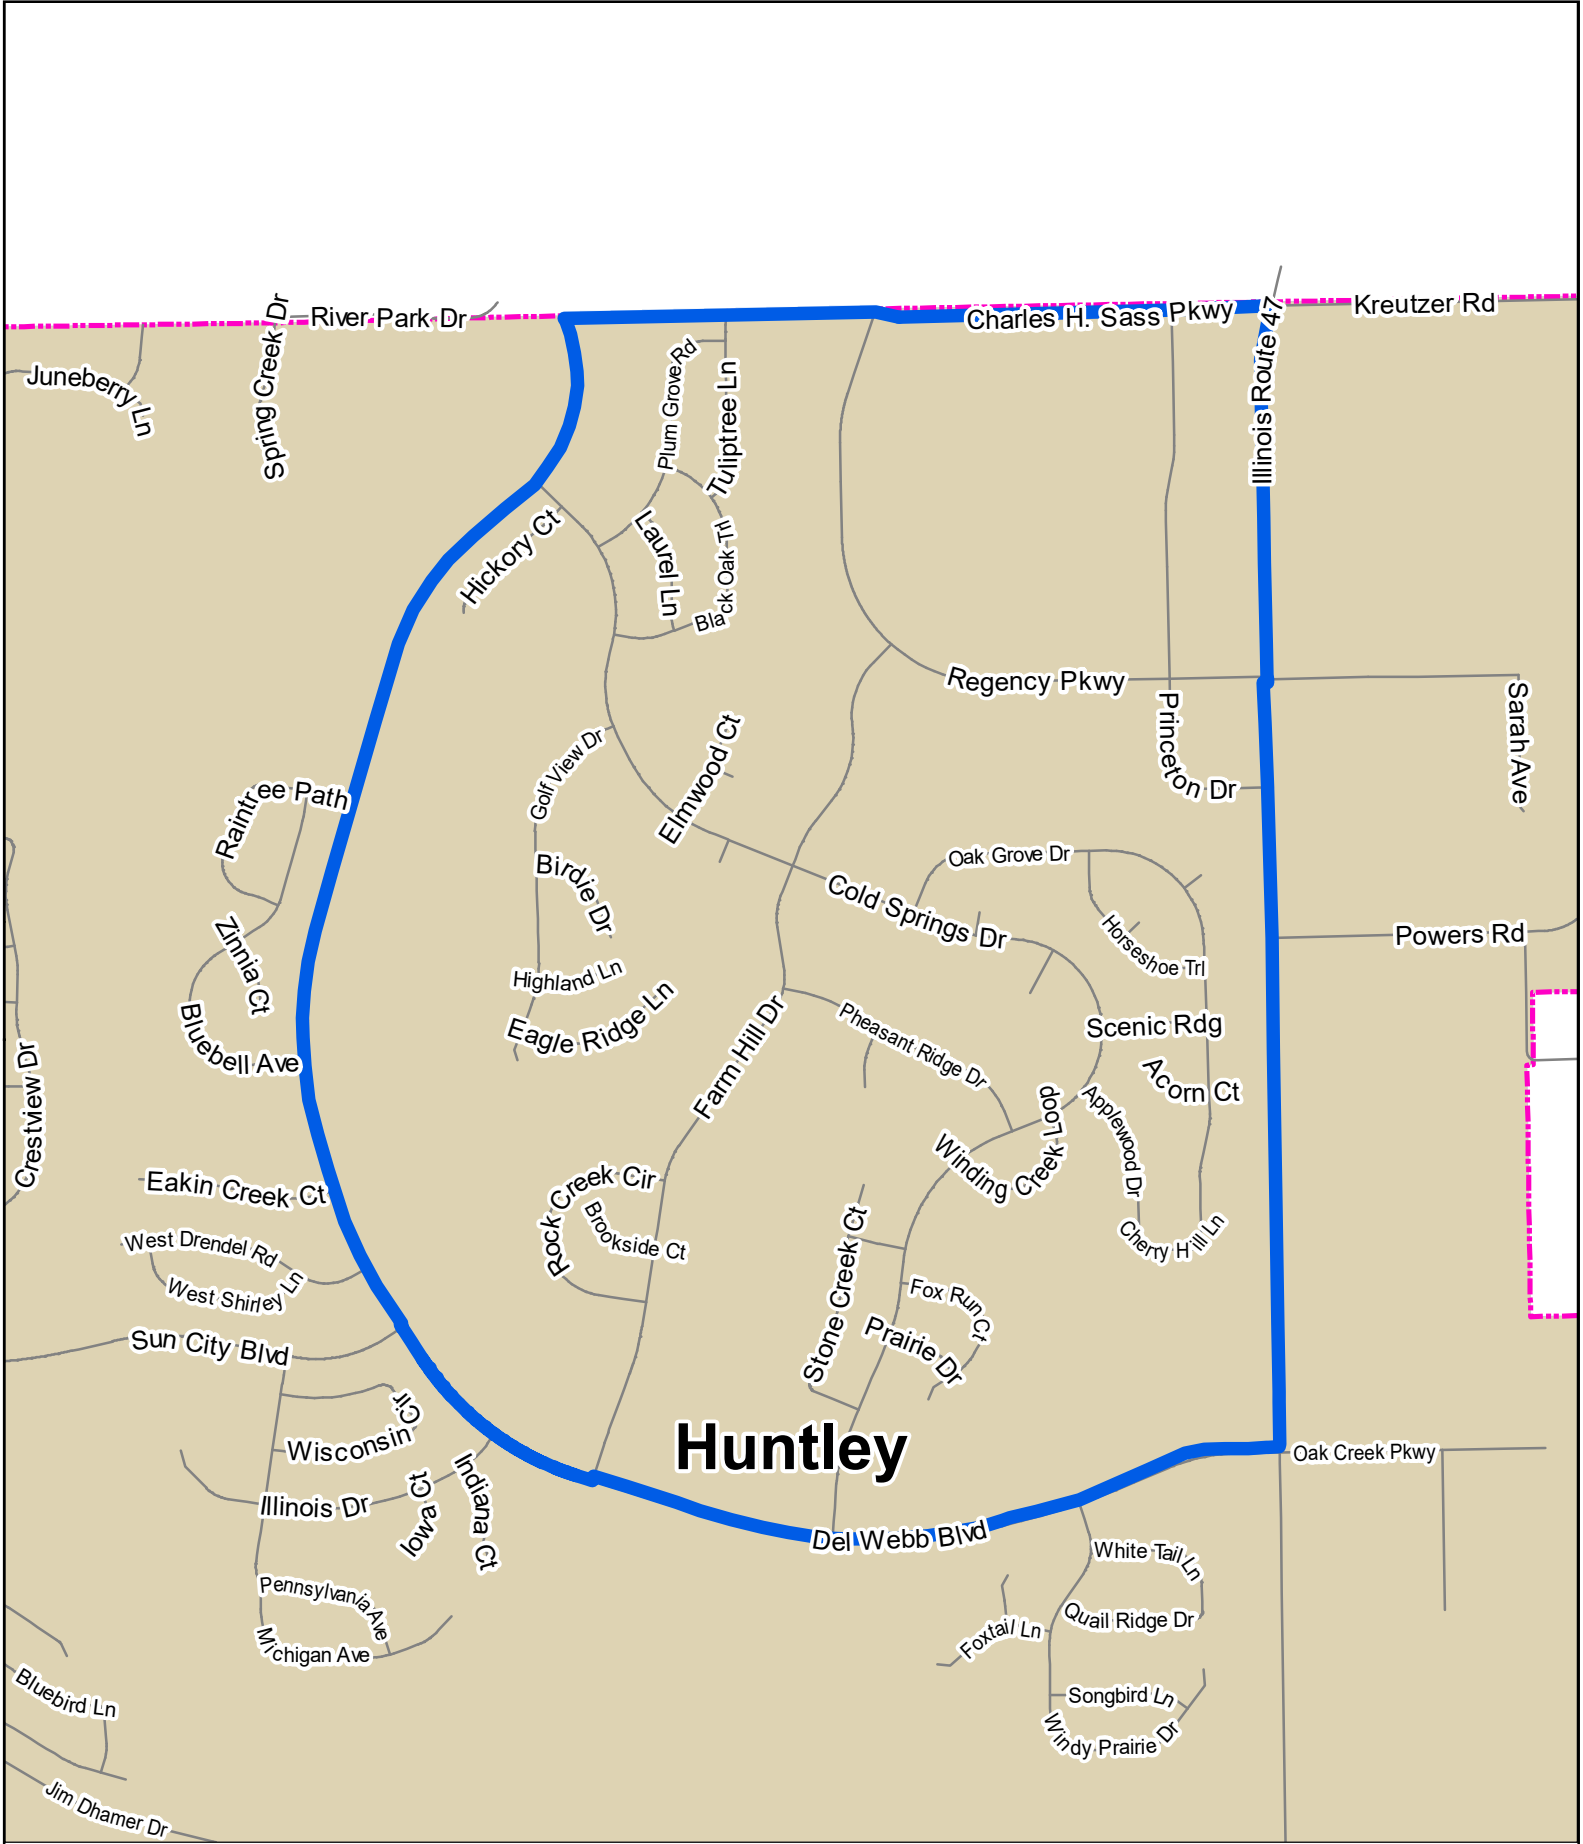 River Park Dr
Charles H. Sass Pkwy
Kreutzer Rd
Spring Creek Dr
Juneberry Ln
Illinois Route 47
Plum Grove Rd
Tuliptree Ln
Hickory Ct
Laurel Ln
Black Oak Trl
Regency Pkwy
Princeton Dr
Sarah Ave
Golf View Dr
Elmwood Ct
Raintree Path
Birdie Dr
Oak Grove Dr
Cold Springs Dr
Horseshoe Trl
Powers Rd
Zinnia Ct
Highland Ln
Eagle Ridge Ln
Bluebell Ave
Farm Hill Dr
Pheasant Ridge Dr
Scenic Rdg
Acorn Ct
Crestview Dr
Applewood Dr
Winding Creek Loop
Eakin Creek Ct
Rock Creek Cir
Brookside Ct
Cherry Hill Ln
West Drendel Rd
West Shirley Ln
Stone Creek Ct
Fox Run Ct
Prairie Dr
Sun City Blvd
Wisconsin Cir
Huntley
Oak Creek Pkwy
Illinois Dr
Iowa Ct
Indiana Ct
Del Webb Blvd
White Tail Ln
Pennsylvania Ave
Quail Ridge Dr
Foxtail Ln
Michigan Ave
Bluebird Ln
Songbird Ln
Windy Prairie Dr
Jim Dhamer Dr